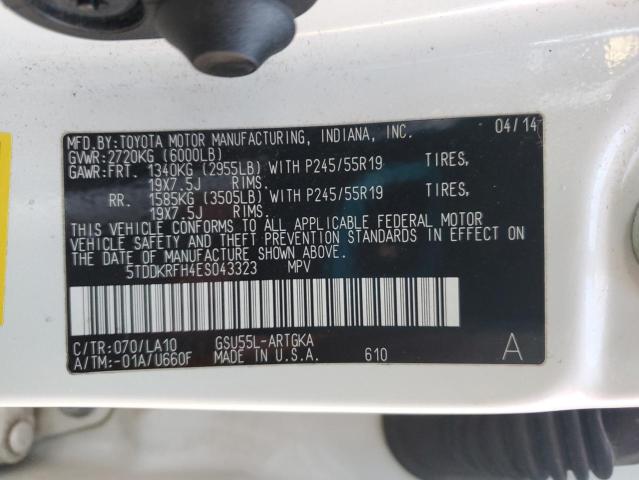 MFD.BY:TOYOTA MOTOR MANUFACTURING, INDIANA, INC. 04/14
GVWR:2720KG (6000LB)
GAWR:FRT. 1340KG (2955LB) WITH P245/55R19 TIRES,
19X7.5J RIMS.
RR. 1585KG (3505LB) WITH P245/55R19 TIRES,
19X7.5J RIMS.
THIS VEHICLE CONFORMS TO ALL APPLICABLE FEDERAL MOTOR
VEHICLE SAFETY AND THEFT PREVENTION STANDARDS IN EFFECT ON
THE DATE OF MANUFACTURE SHOWN ABOVE.
5TDDKRFH4ES043323 MPV
C/TR:070/LA10 GSU55L-ARTGKA
A/TM:-01A/U660F MADE IN U.S.A. 610 A